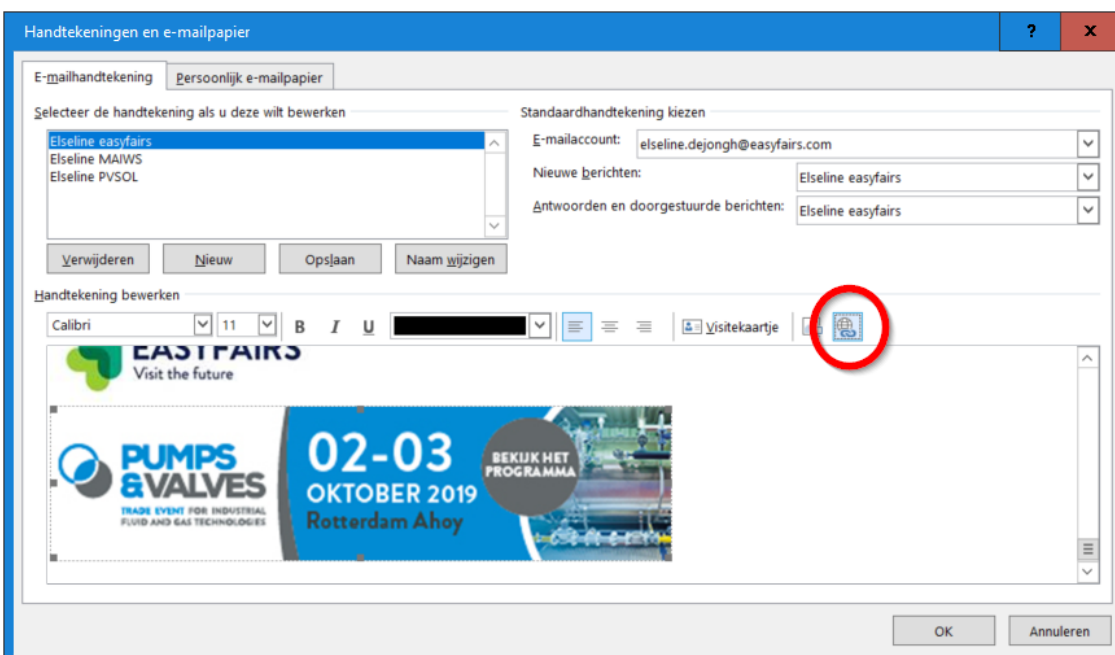 Handtekeningen en e-mailpapier
?
x
E-mailhandtekening
Persoonlijk e-mailpapier
Selecteer de handtekening als u deze wilt bewerken
Elseline easyfairs
Elseline MAIWS
Elseline PVSOL
Verwijderen
Nieuw
Opslaan
Naam wijzigen
Standaardhandtekening kiezen
E-mailaccount:
elseline.dejongh@easyfairs.com
Nieuwe berichten:
Elseline easyfairs
Antwoorden en doorgestuurde berichten:
Elseline easyfairs
Handtekening bewerken
Calibri
11
B
I
U
Visitekaartje
EASYFAIRS
Visit the future
PUMPS
&VALVES
TRADE EVENT FOR INDUSTRIAL
FLUID AND GAS TECHNOLOGIES
02-03
OKTOBER 2019
Rotterdam Ahoy
BEKIJK HET
PROGRAMMA
OK
Annuleren